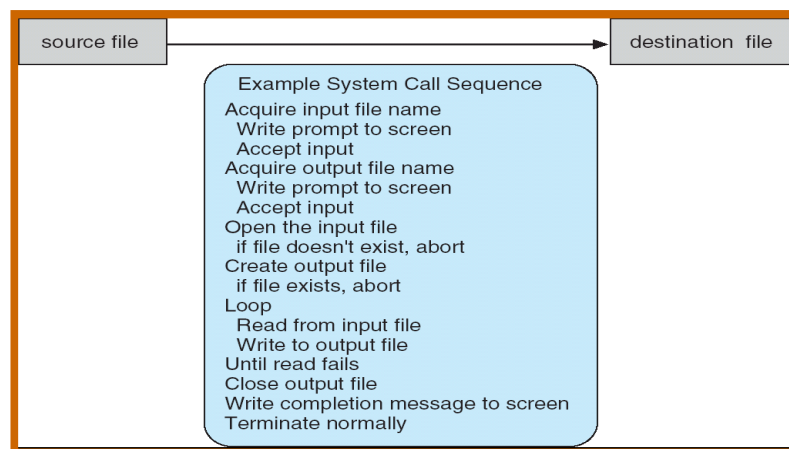 source file
destination file
Example System Call Sequence
Acquire input file name
Write prompt to screen
Accept input
Acquire output file name
Write prompt to screen
Accept input
Open the input file
if file doesn't exist, abort
Create output file
if file exists, abort
Loop
Read from input file
Write to output file
Until read fails
Close output file
Write completion message to screen
Terminate normally